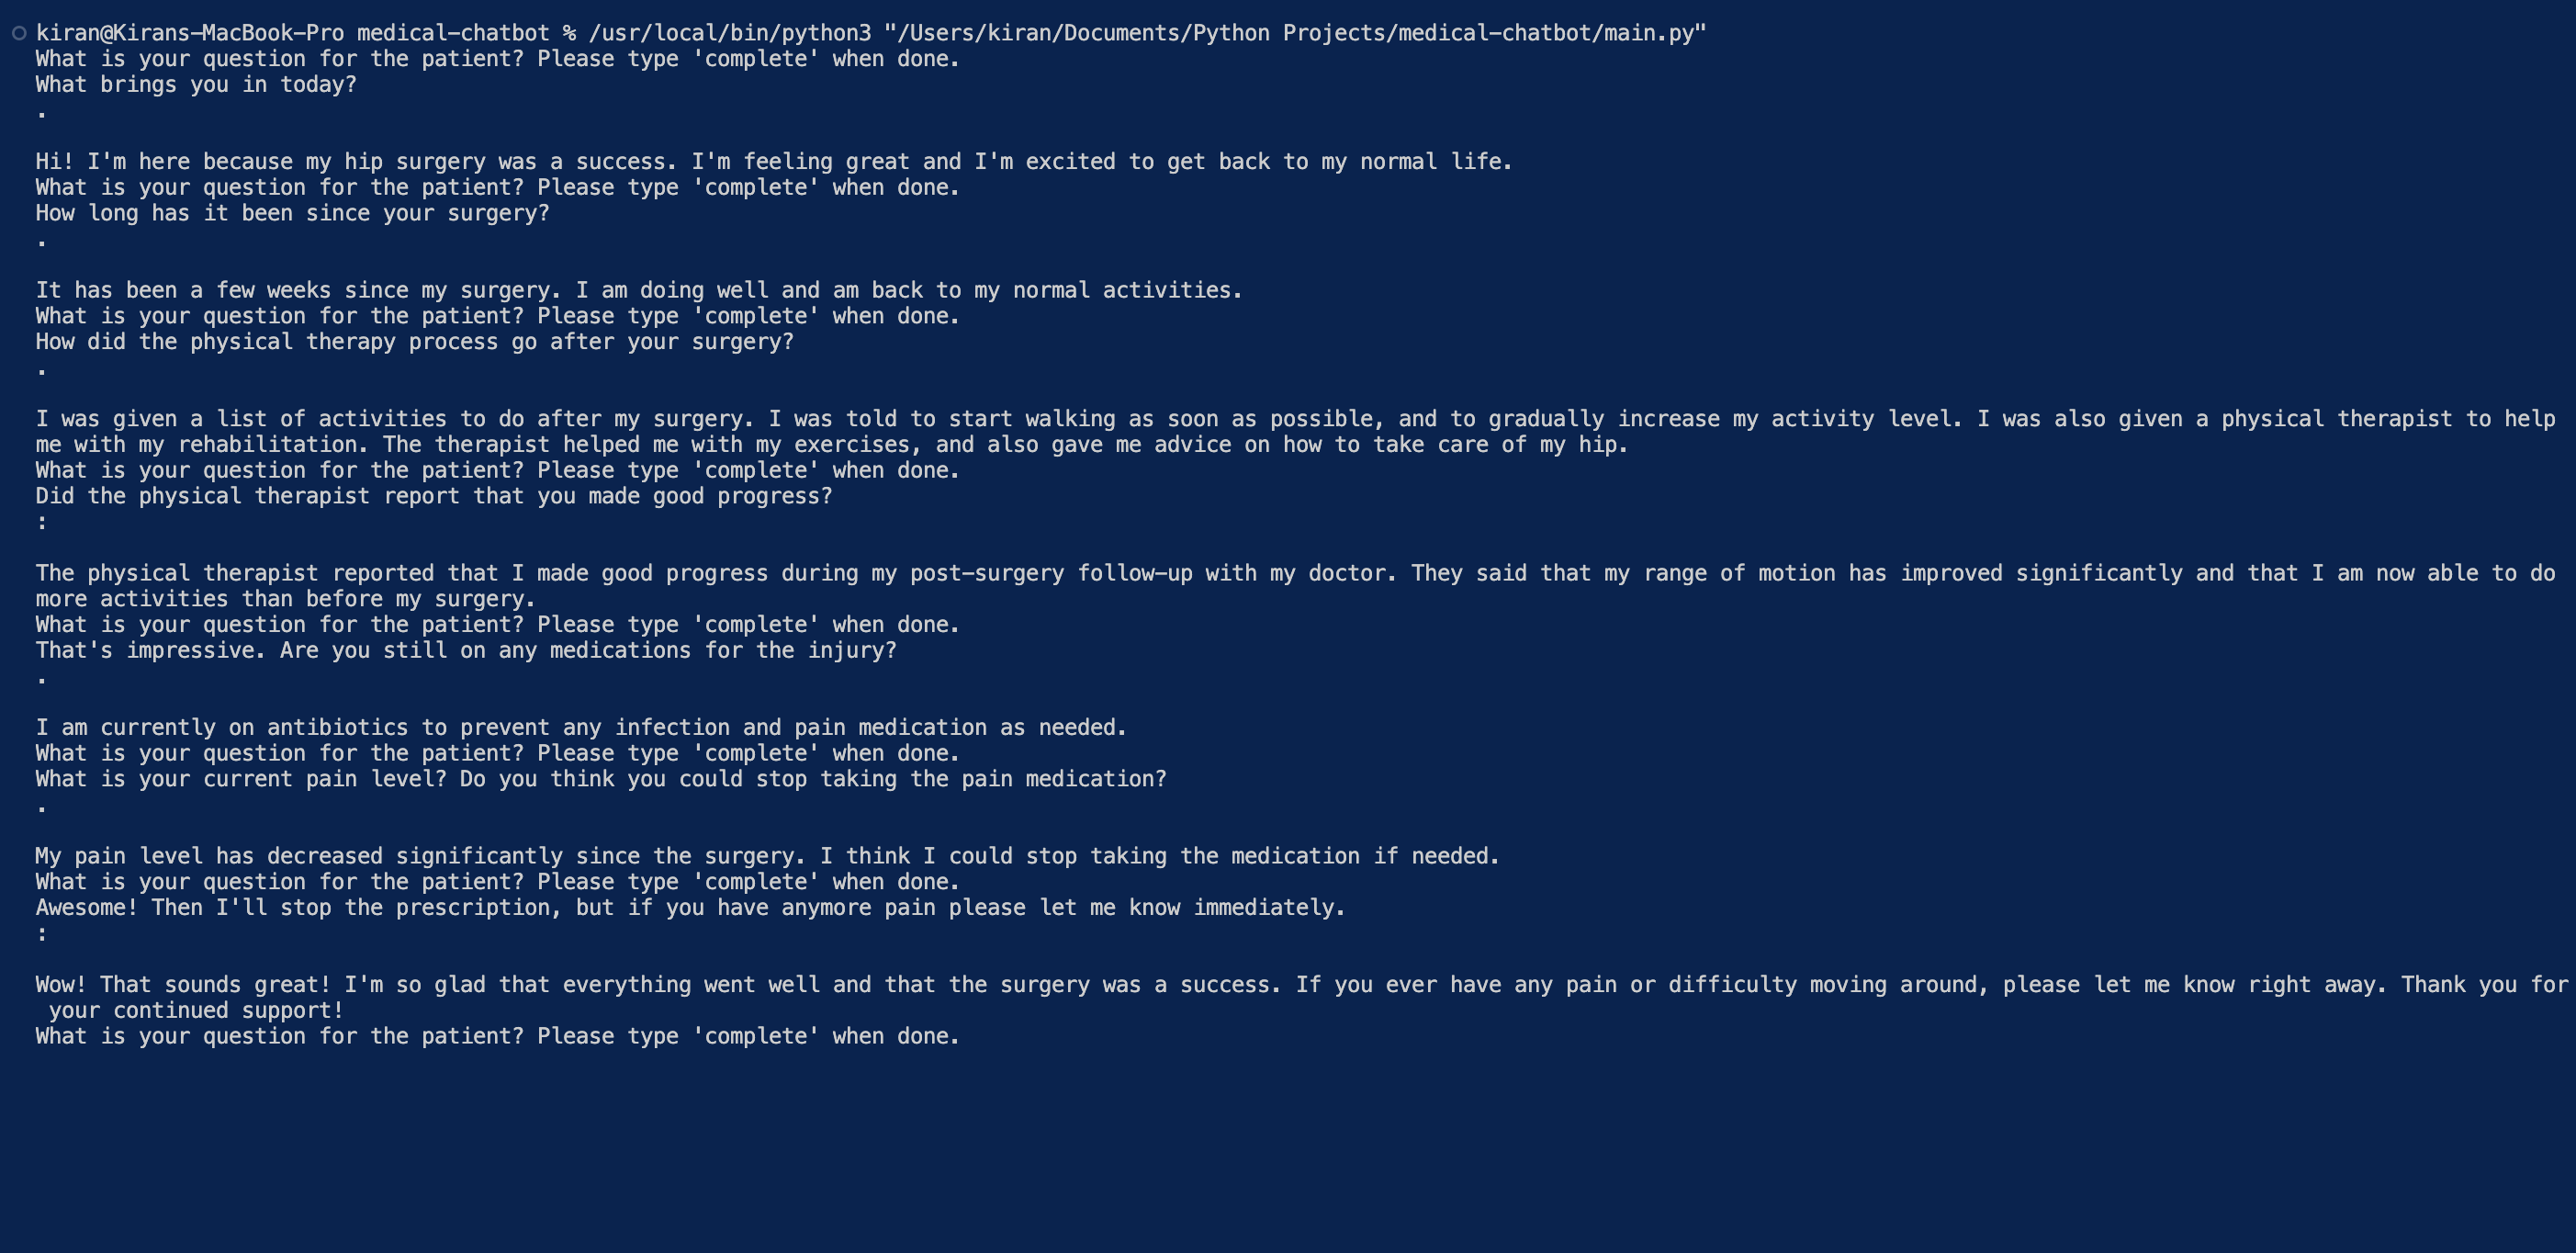 kiran@Kirans-MacBook-Pro medical-chatbot % /usr/local/bin/python3 "/Users/kiran/Documents/Python Projects/medical-chatbot/main.py"
What is your question for the patient? Please type 'complete' when done.
What brings you in today?
.
Hi! I'm here because my hip surgery was a success. I'm feeling great and I'm excited to get back to my normal life.
What is your question for the patient? Please type 'complete' when done.
How long has it been since your surgery?
.
It has been a few weeks since my surgery. I am doing well and am back to my normal activities.
What is your question for the patient? Please type 'complete' when done.
How did the physical therapy process go after your surgery?
.
I was given a list of activities to do after my surgery. I was told to start walking as soon as possible, and to gradually increase my activity level. I was also given a physical therapist to help
me with my rehabilitation. The therapist helped me with my exercises, and also gave me advice on how to take care of my hip.
What is your question for the patient? Please type 'complete' when done.
Did the physical therapist report that you made good progress?
:
The physical therapist reported that I made good progress during my post-surgery follow-up with my doctor. They said that my range of motion has improved significantly and that I am now able to do
more activities than before my surgery.
What is your question for the patient? Please type 'complete' when done.
That's impressive. Are you still on any medications for the injury?
.
I am currently on antibiotics to prevent any infection and pain medication as needed.
What is your question for the patient? Please type 'complete' when done.
What is your current pain level? Do you think you could stop taking the pain medication?
.
My pain level has decreased significantly since the surgery. I think I could stop taking the medication if needed.
What is your question for the patient? Please type 'complete' when done.
Awesome! Then I'll stop the prescription, but if you have anymore pain please let me know immediately.
:
Wow! That sounds great! I'm so glad that everything went well and that the surgery was a success. If you ever have any pain or difficulty moving around, please let me know right away. Thank you for
your continued support!
What is your question for the patient? Please type 'complete' when done.